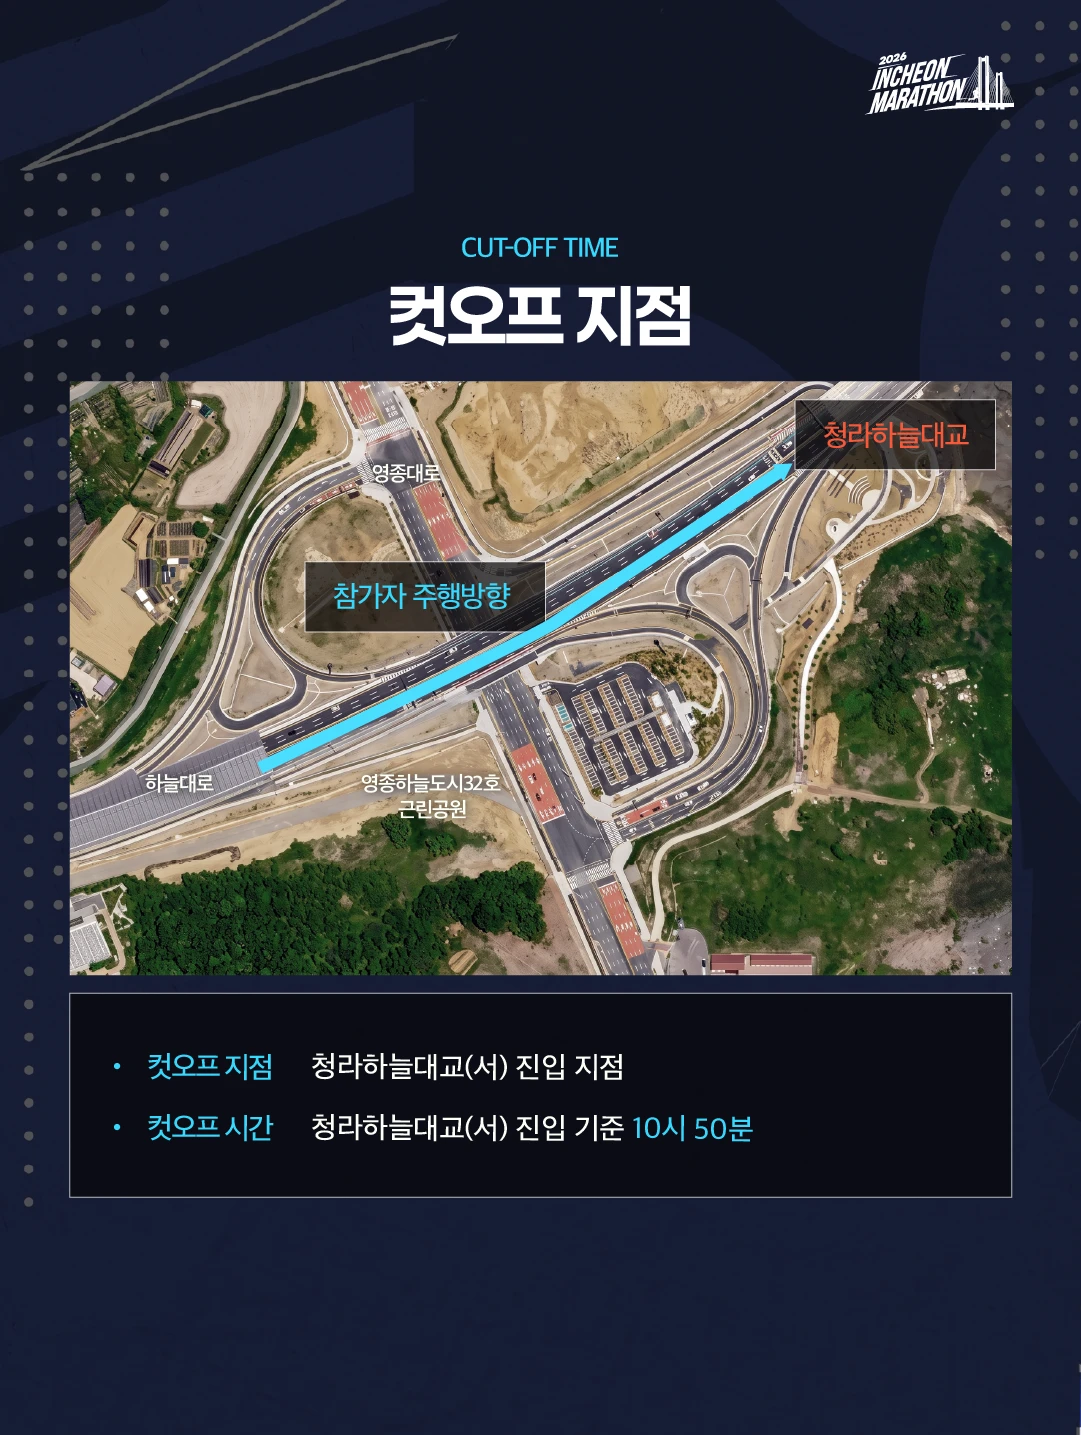 2026
INCHEON
MARATHON
CUT-OFF TIME
컷오프 지점
청라하늘대교
영종대로
참가자 주행방향
하늘대로
영종하늘도시32호
근린공원
• 컷오프 지점 청라하늘대교(서) 진입 지점
• 컷오프 시간 청라하늘대교(서) 진입 기준 10시 50분